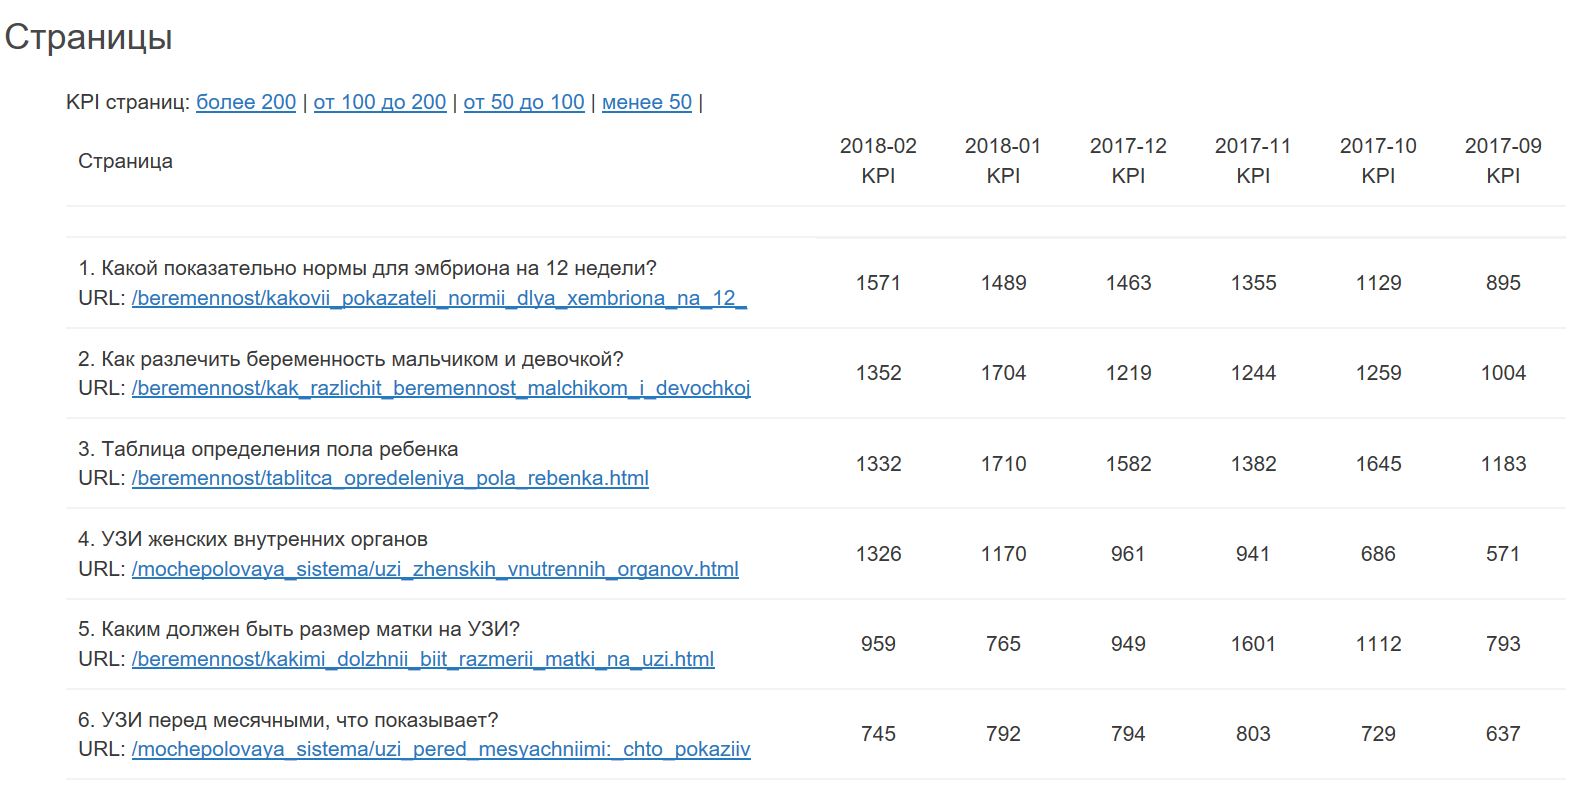 Страницы
KPI страниц: более 200 | от 100 до 200 | от 50 до 100 | менее 50 |
Страница 2018-02 KPI 2018-01 KPI 2017-12 KPI 2017-11 KPI 2017-10 KPI 2017-09 KPI
1. Какой показательно нормы для эмбриона на 12 недели?
URL: /beremennost/kakovii_pokazateli_normii_dlya_xembriona_na_12_
1571 1489 1463 1355 1129 895
2. Как разлечить беременность мальчиком и девочкой?
URL: /beremennost/kak_razlichit_beremennost_malchikom_i_devochkoj
1352 1704 1219 1244 1259 1004
3. Таблица определения пола ребенка
URL: /beremennost/tablitca_opredeleniya_pola_rebenka.html
1332 1710 1582 1382 1645 1183
4. УЗИ женских внутренних органов
URL: /mochepolovaya_sistema/uzi_zhenskih_vnutrennih_organov.html
1326 1170 961 941 686 571
5. Каким должен быть размер матки на УЗИ?
URL: /beremennost/kakimi_dolzhnii_biit_razmerii_matki_na_uzi.html
959 765 949 1601 1112 793
6. УЗИ перед месячными, что показывает?
URL: /mochepolovaya_sistema/uzi_pered_mesyachniimi:_chto_pokaziiv
745 792 794 803 729 637